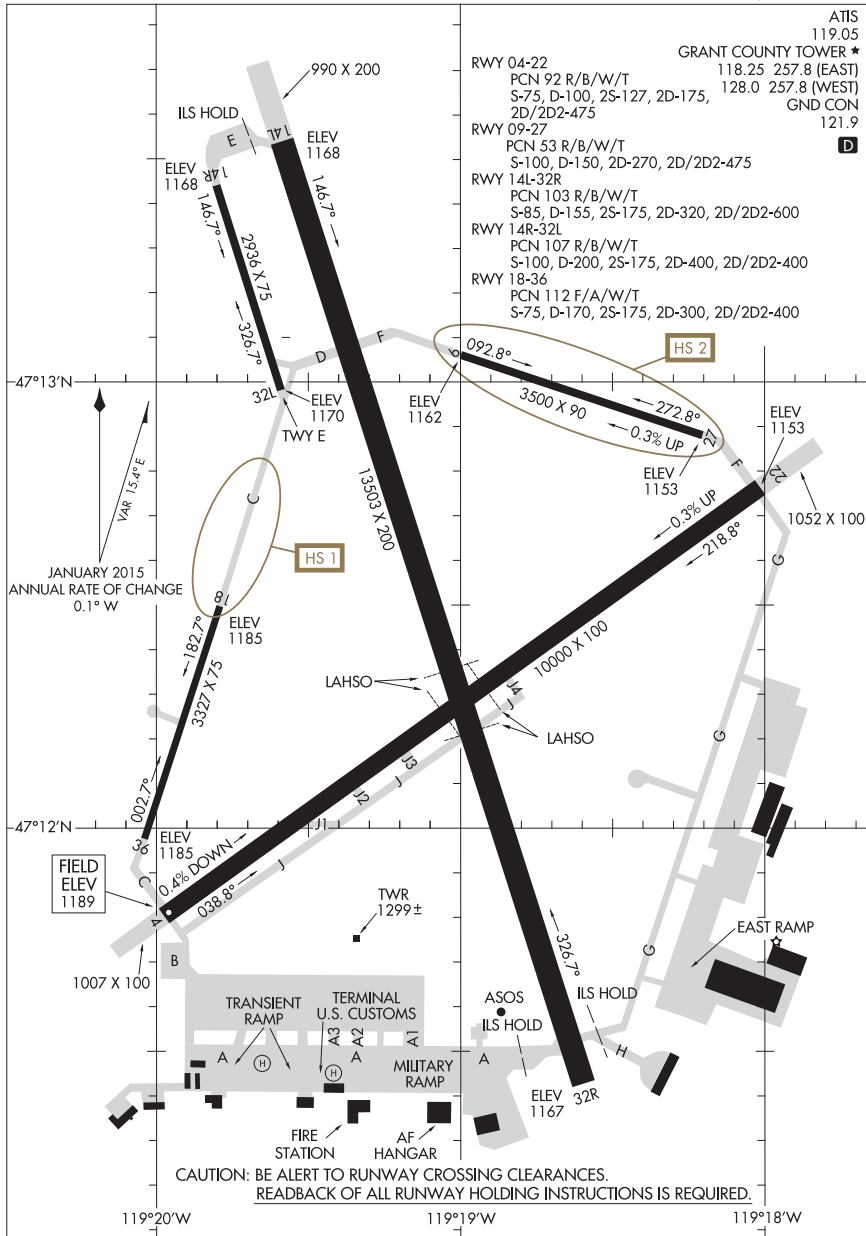 ATIS
119.05
GRANT COUNTY TOWER ★
118.25 257.8 (EAST)
128.0 257.8 (WEST)
GND CON
121.9
D
RWY 04-22
PCN 92 R/B/W/T
S-75, D-100, 2S-127, 2D-175,
2D/2D2-475
RWY 09-27
PCN 53 R/B/W/T
S-100, D-150, 2D-270, 2D/2D2-475
RWY 14L-32R
PCN 103 R/B/W/T
S-85, D-155, 2S-175, 2D-320, 2D/2D2-600
RWY 14R-32L
PCN 107 R/B/W/T
S-100, D-200, 2S-175, 2D-400, 2D/2D2-400
RWY 18-36
PCN 112 F/A/W/T
S-75, D-170, 2S-175, 2D-300, 2D/2D2-400
990 X 200
ILS HOLD
E
14L
ELEV
1168
ELEV
1168
14R
146.7°
146.7°
2936 X 75
326.7°
D
F
32L
ELEV
1170
TWY E
9
092.8°
HS 2
47°13'N
ELEV
1162
3500 X 90
272.8°
0.3% UP
27
ELEV
1153
F
ELEV
1153
22
1052 X 100
VAR 15.4° E
JANUARY 2015
ANNUAL RATE OF CHANGE
0.1° W
C
HS 1
13503 X 200
0.3% UP
218.8°
G
18
ELEV
1185
182.7°
3327 X 75
002.7°
10000 X 100
LAHSO
LAHSO
J4
J
J3
J
J2
J1
J
G
47°12'N
36
ELEV
1185
C
FIELD
ELEV
1189
0.4% DOWN
038.8°
4
1007 X 100
B
TWR
1299±
326.7°
G
EAST RAMP
TRANSIENT
RAMP
TERMINAL
U.S. CUSTOMS
A3
A2
A1
ASOS
ILS HOLD
ILS HOLD
A
H
H
A
MILITARY
RAMP
A
H
ELEV
1167
32R
FIRE
STATION
AF
HANGAR
CAUTION: BE ALERT TO RUNWAY CROSSING CLEARANCES.
READBACK OF ALL RUNWAY HOLDING INSTRUCTIONS IS REQUIRED.
119°20'W
119°19'W
119°18'W